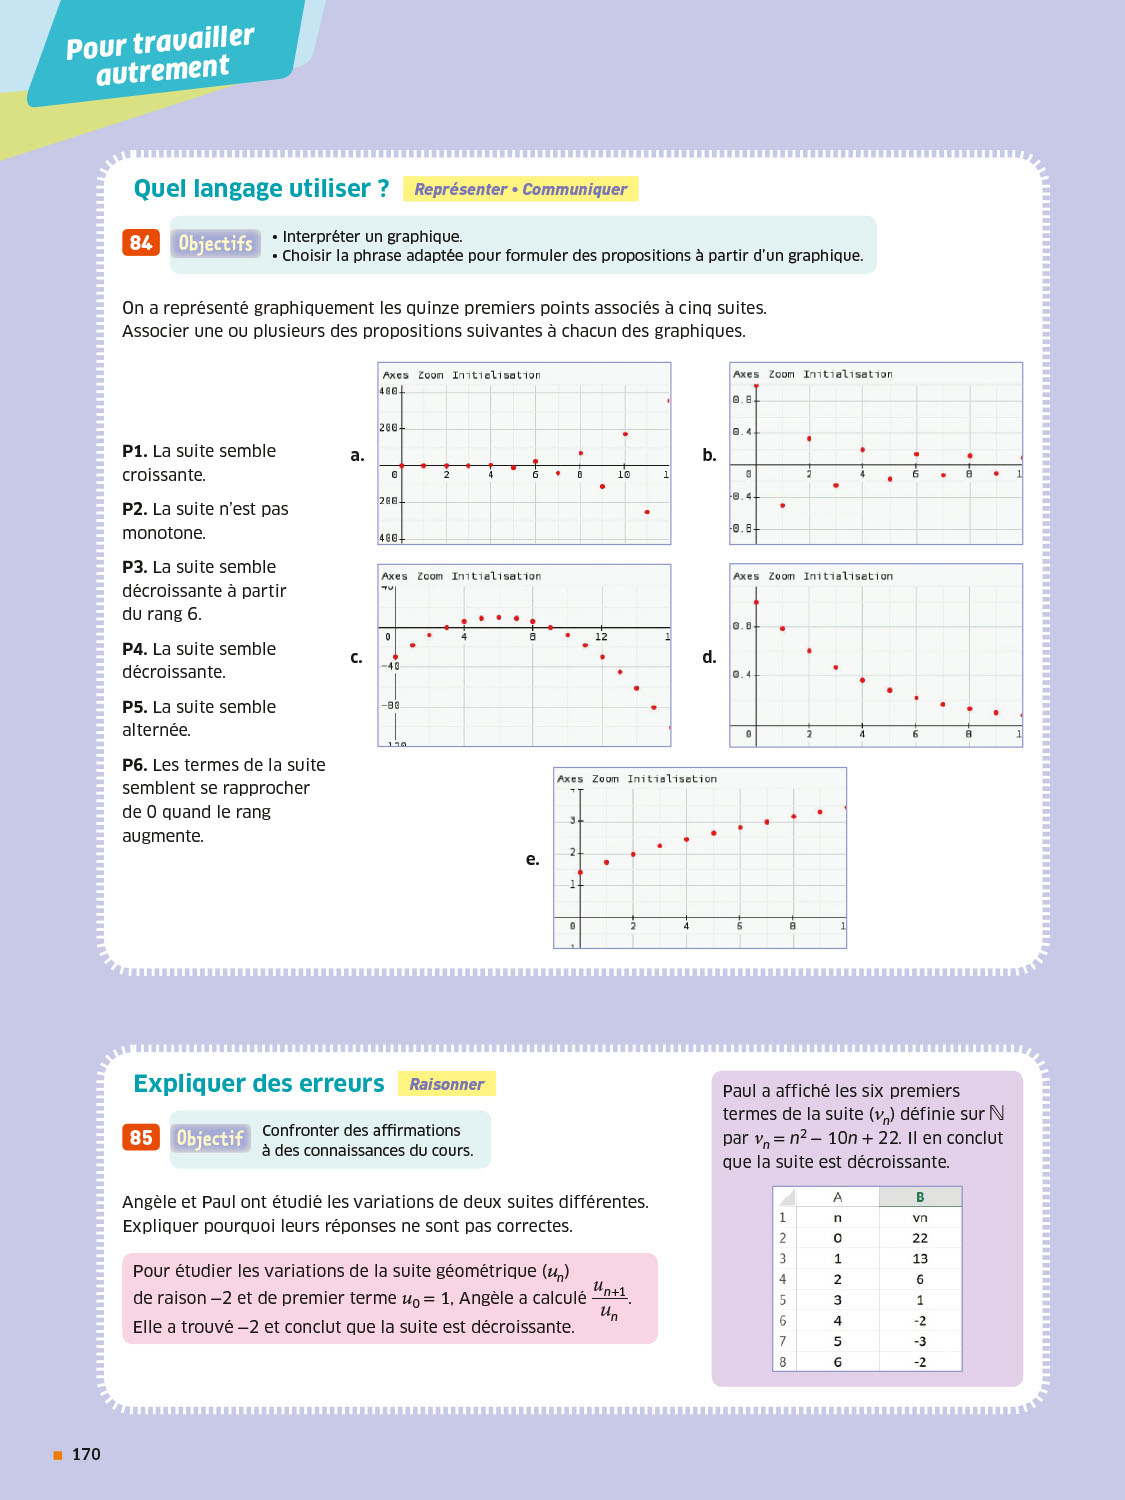 Pour travailler
autrement
Quel langage utiliser ? Représenter • Communiquer
84 Objectifs • Interpréter un graphique.
• Choisir la phrase adaptée pour formuler des propositions à partir d'un graphique.
On a représenté graphiquement les quinze premiers points associés à cinq suites.
Associer une ou plusieurs des propositions suivantes à chacun des graphiques.
P1. La suite semble
croissante.
P2. La suite n'est pas
monotone.
P3. La suite semble
décroissante à partir
du rang 6.
P4. La suite semble
décroissante.
P5. La suite semble
alternée.
P6. Les termes de la suite
semblent se rapprocher
de 0 quand le rang
augmente.
a.
Axes Zoom Initialisation
400
200
0 2 4 6 8 10 1
200
400
b.
Axes Zoom Initialisation
0.8
0.4
0 2 4 6 8 1
-0.4
-0.8
c.
Axes Zoom Initialisation
40
0 4 8 12 1
-40
-80
-120
d.
Axes Zoom Initialisation
0.8
0.4
0 2 4 6 8 1
e.
Axes Zoom Initialisation
3
2
1
0 2 4 6 8 1
Expliquer des erreurs Raisonner
85 Objectif Confronter des affirmations
à des connaissances du cours.
Angèle et Paul ont étudié les variations de deux suites différentes.
Expliquer pourquoi leurs réponses ne sont pas correctes.
Pour étudier les variations de la suite géométrique (uₙ)
de raison –2 et de premier terme u₀ = 1, Angèle a calculé uₙ₊₁/uₙ.
Elle a trouvé –2 et conclut que la suite est décroissante.
Paul a affiché les six premiers
termes de la suite (vₙ) définie sur ℕ
par vₙ = n² – 10n + 22. Il en conclut
que la suite est décroissante.
A B
1 n vn
2 0 22
3 1 13
4 2 6
5 3 1
6 4 -2
7 5 -3
8 6 -2
170